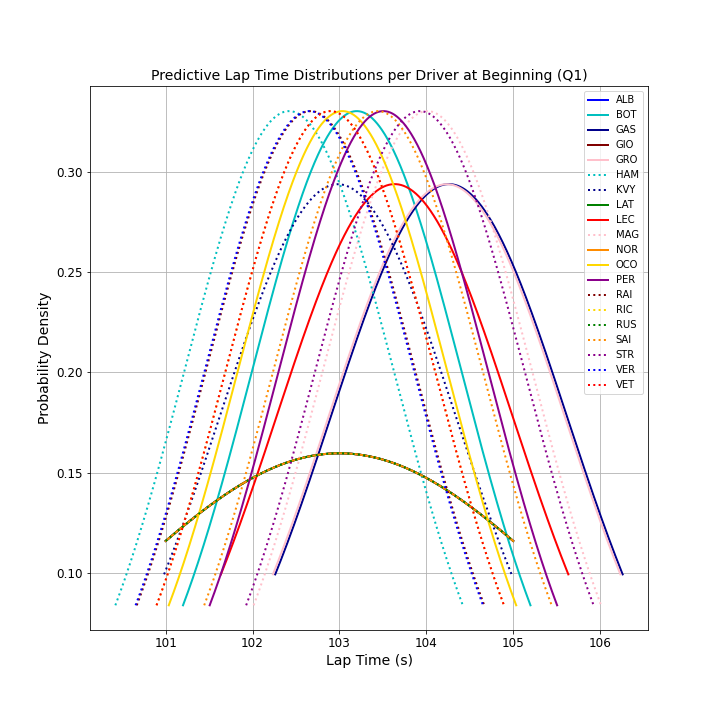 Predictive Lap Time Distributions per Driver at Beginning (Q1)
Probability Density
0.30
0.25
0.20
0.15
0.10
101 102 103 104 105 106
Lap Time (s)
ALB
BOT
GAS
GIO
GRO
HAM
KVY
LAT
LEC
MAG
NOR
OCO
PER
RAI
RIC
RUS
SAI
STR
VER
VET